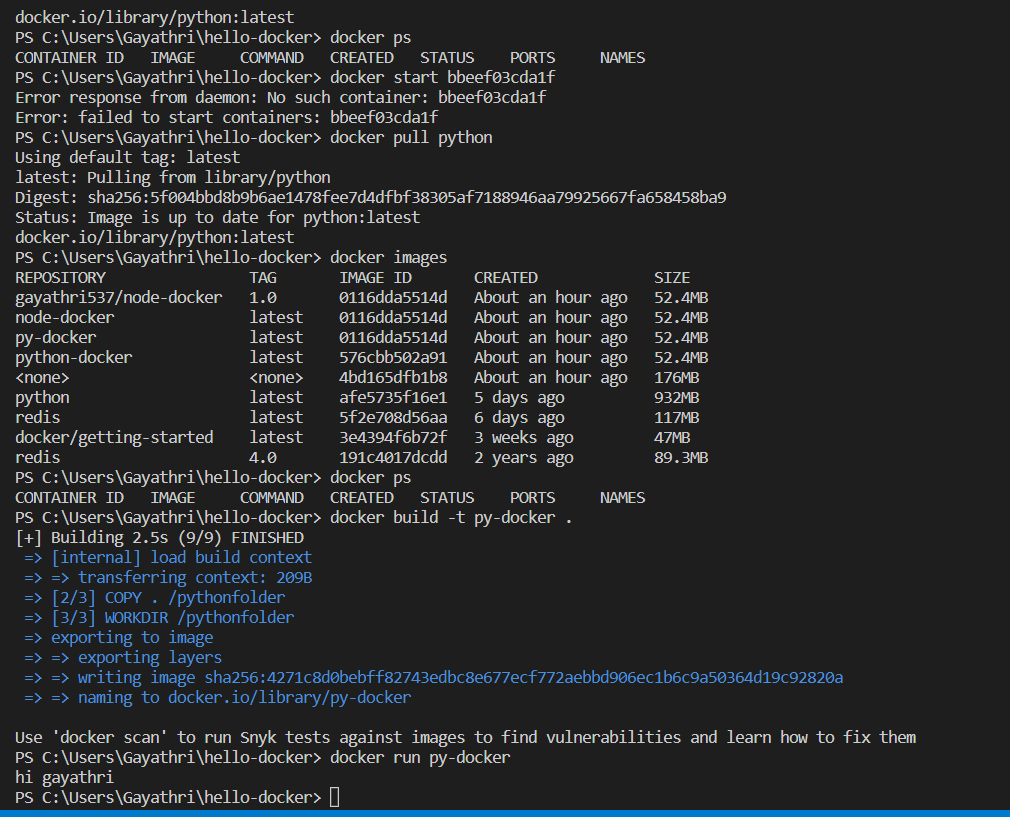 docker.io/library/python:latest
PS C:\Users\Gayathri\hello-docker> docker ps
CONTAINER ID   IMAGE     COMMAND   CREATED   STATUS    PORTS     NAMES
PS C:\Users\Gayathri\hello-docker> docker start bbeef03cda1f
Error response from daemon: No such container: bbeef03cda1f
Error: failed to start containers: bbeef03cda1f
PS C:\Users\Gayathri\hello-docker> docker pull python
Using default tag: latest
latest: Pulling from library/python
Digest: sha256:5f004bbd8b9b6ae1478fee7d4dfbf38305af7188946aa79925667fa658458ba9
Status: Image is up to date for python:latest
docker.io/library/python:latest
PS C:\Users\Gayathri\hello-docker> docker images
REPOSITORY                TAG       IMAGE ID       CREATED             SIZE
gayathri537/node-docker   1.0       0116dda5514d   About an hour ago   52.4MB
node-docker               latest    0116dda5514d   About an hour ago   52.4MB
py-docker                 latest    0116dda5514d   About an hour ago   52.4MB
python-docker             latest    576cbb502a91   About an hour ago   52.4MB
<none>                    <none>    4bd165dfb1b8   About an hour ago   176MB
python                    latest    afe5735f16e1   5 days ago          932MB
redis                     latest    5f2e708d56aa   6 days ago          117MB
docker/getting-started    latest    3e4394f6b72f   3 weeks ago         47MB
redis                     4.0       191c4017dcdd   2 years ago         89.3MB
PS C:\Users\Gayathri\hello-docker> docker ps
CONTAINER ID   IMAGE     COMMAND   CREATED   STATUS    PORTS     NAMES
PS C:\Users\Gayathri\hello-docker> docker build -t py-docker .
[+] Building 2.5s (9/9) FINISHED
 => [internal] load build context
 => => transferring context: 209B
 => [2/3] COPY . /pythonfolder
 => [3/3] WORKDIR /pythonfolder
 => exporting to image
 => => exporting layers
 => => writing image sha256:4271c8d0bebff82743edbc8e677ecf772aebbd906ec1b6c9a50364d19c92820a
 => => naming to docker.io/library/py-docker
Use 'docker scan' to run Snyk tests against images to find vulnerabilities and learn how to fix them
PS C:\Users\Gayathri\hello-docker> docker run py-docker
hi gayathri
PS C:\Users\Gayathri\hello-docker>